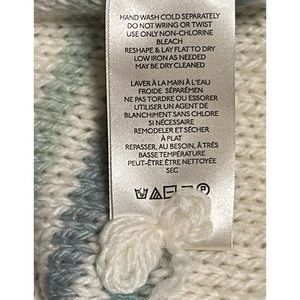 HAND WASH COLD SEPARATELY
DO NOT WRING OR TWIST
USE ONLY NON-CHLORINE
BLEACH
RESHAPE & LAY FLAT TO DRY
LOW IRON AS NEEDED
MAY BE DRY CLEANED
LAVER À LA MAIN À L'EAU
FROIDE SÉPARÉMEN
NE PAS TORDRE OU ESSORER
UTILISER UN AGENT DE
BLANCHIMENT SANS CHLORE
SI NÉCESSAIRE
REMODELER ET SÉCHER
À PLAT
REPASSER, AU BESOIN, À TRÈS
BASSE TEMPÉRATURE
PEUT-ÊTRE ÊTRE NETTOYÉE
SEC